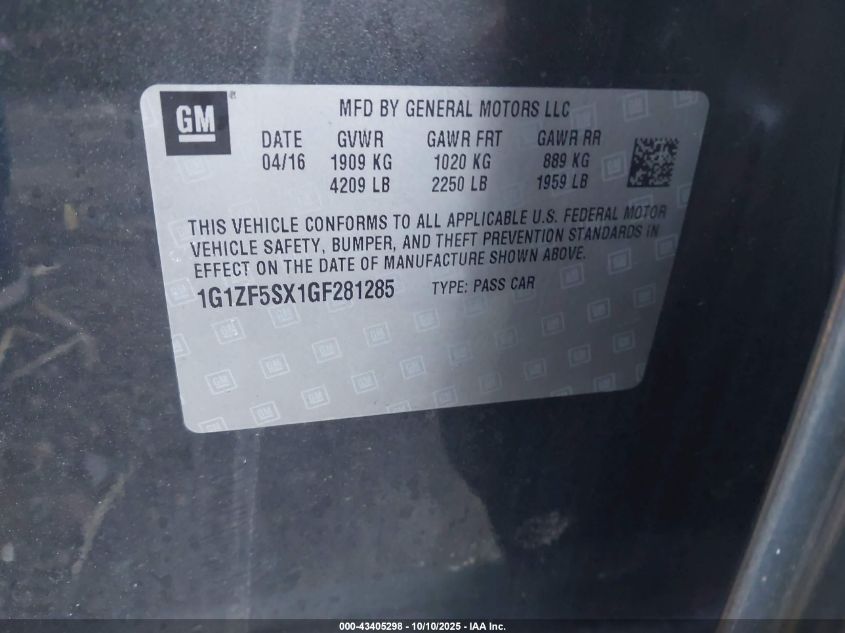 GM
MFD BY GENERAL MOTORS LLC
DATE GVWR GAWR FRT GAWR RR
04/16 1909 KG 1020 KG 889 KG
4209 LB 2250 LB 1959 LB
THIS VEHICLE CONFORMS TO ALL APPLICABLE U.S. FEDERAL MOTOR
VEHICLE SAFETY, BUMPER, AND THEFT PREVENTION STANDARDS IN
EFFECT ON THE DATE OF MANUFACTURE SHOWN ABOVE.
1G1ZF5SX1GF281285 TYPE: PASS CAR
000-43405298 - 10/10/2025 - IAA Inc.